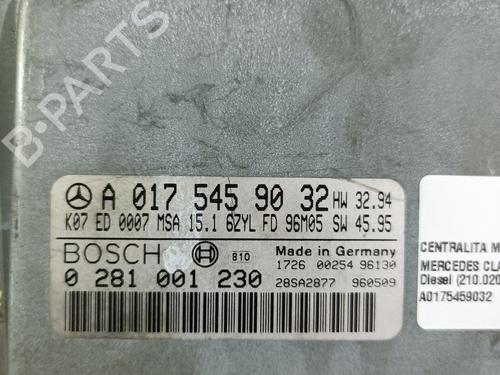 B-PARTS
A 017 545 90 32 HW 32.94
K07 ED 0007 MSA 15.1 6ZYL FD 96M05 SW 45.95
BOSCH 810 Made in Germany
1726 00254 96130
0 281 001 230 28SA2877 960509
CENTRALITA M
MERCEDES CLA
Diesel (210.020
A0175459032